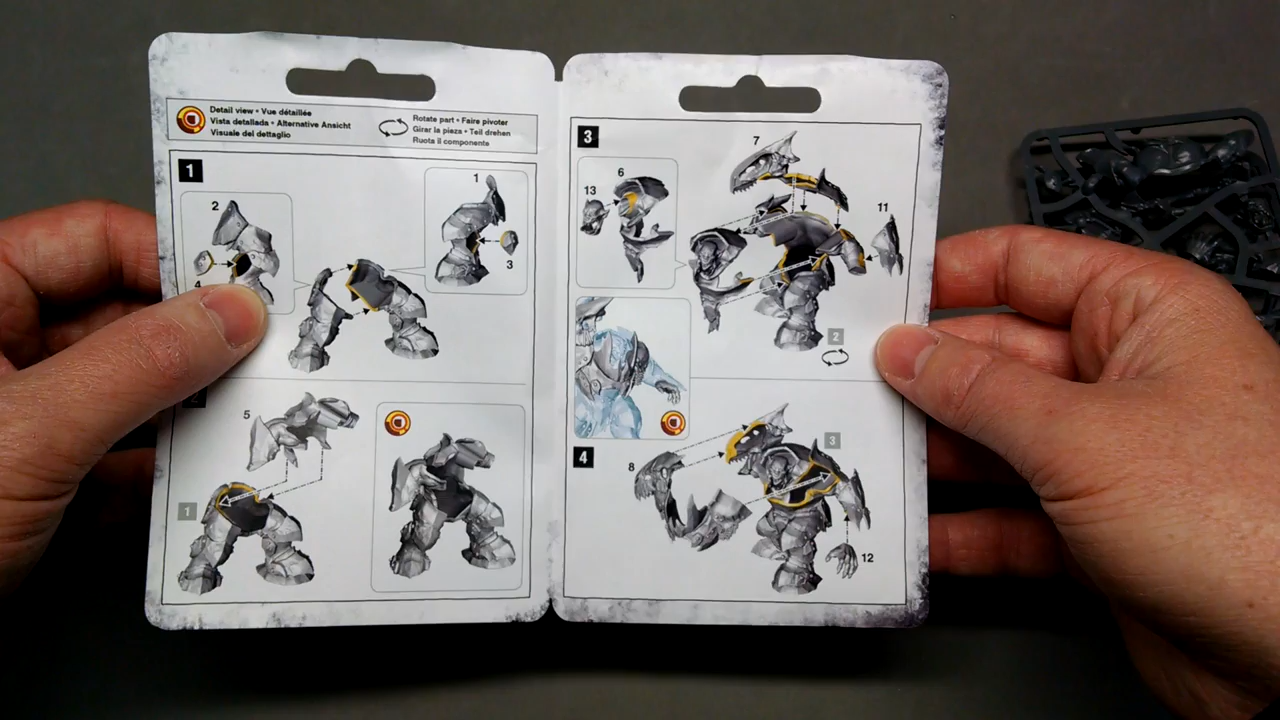 Detail view • Vue détaillée
Vista detallada • Alternative Ansicht
Visuale del dettaglio
Rotate part • Faire pivoter
Girar la pieza • Teil drehen
Ruota il componente
1
2
4
1
3
5
1
3
7
6
13
11
2
4
8
3
12